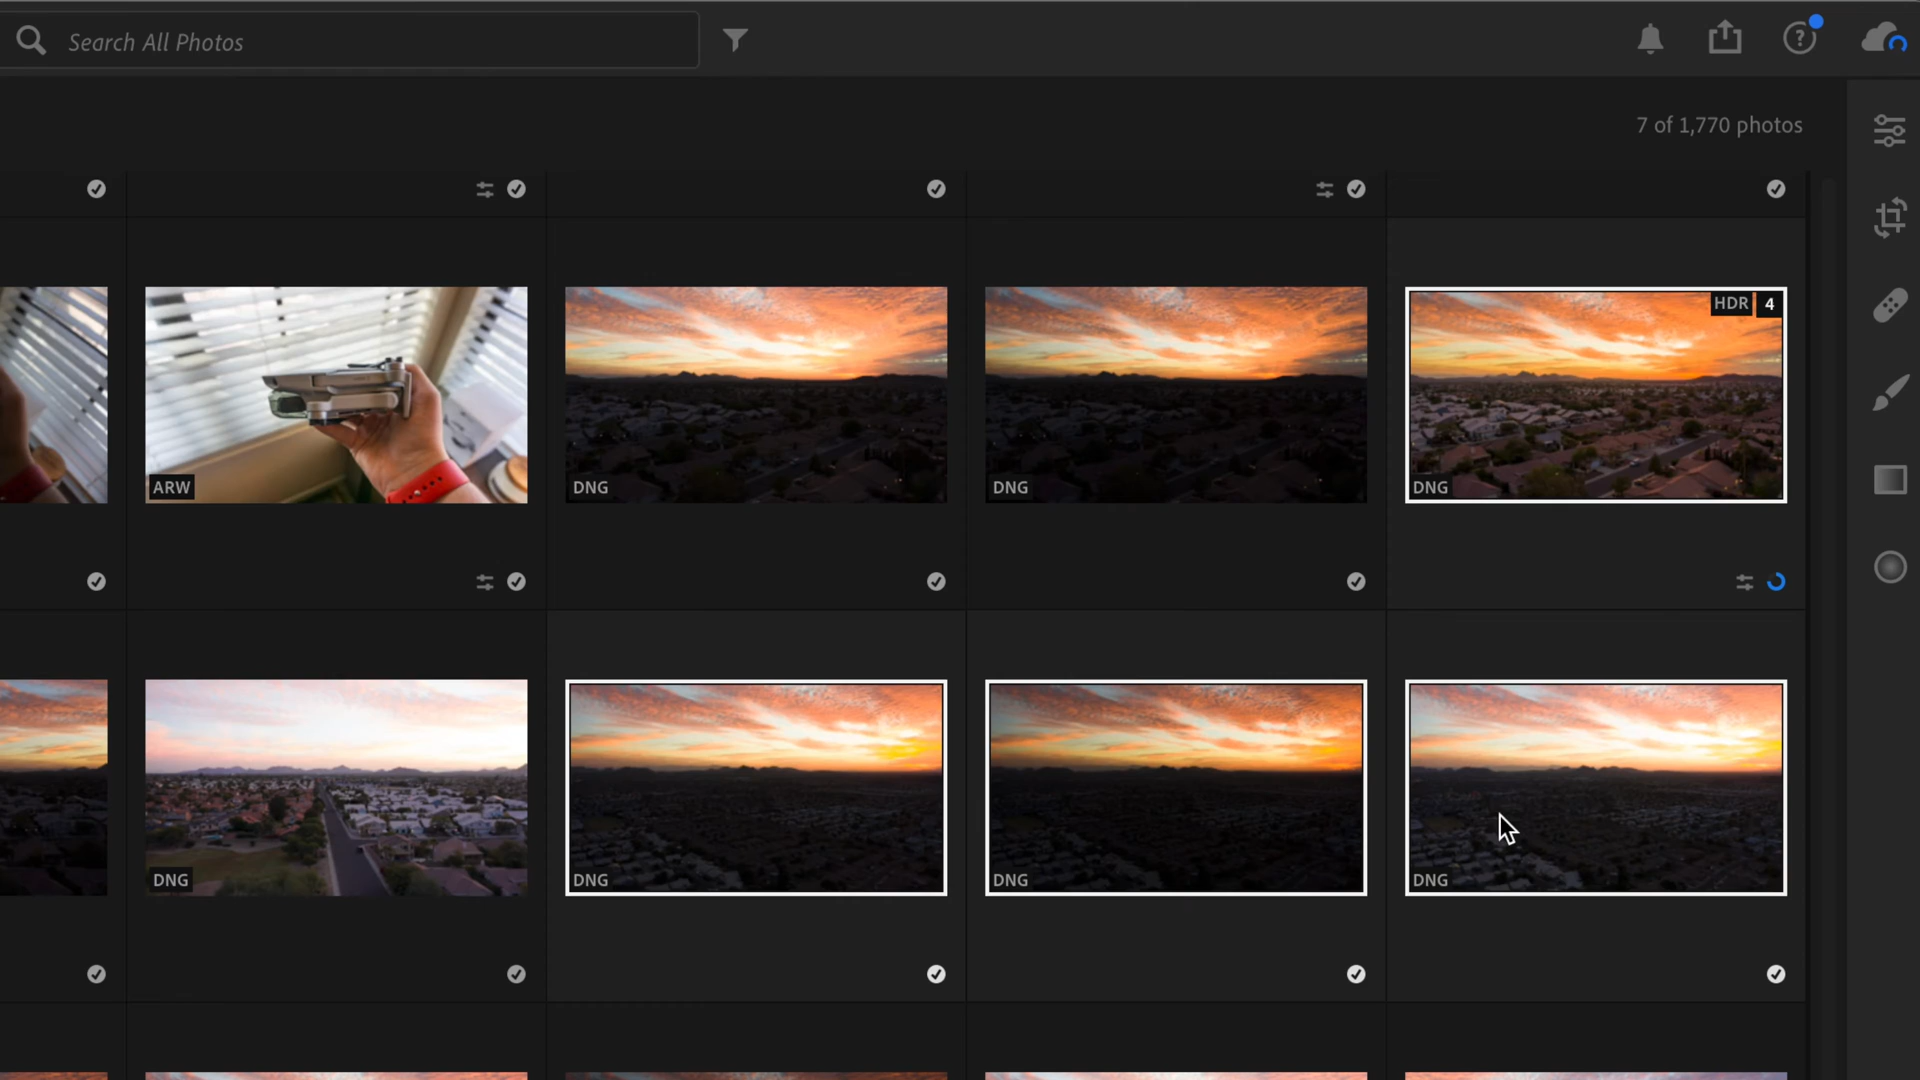 Search All Photos
7 of 1,770 photos
HDR 4
ARW
DNG
DNG
DNG
DNG
DNG
DNG
DNG